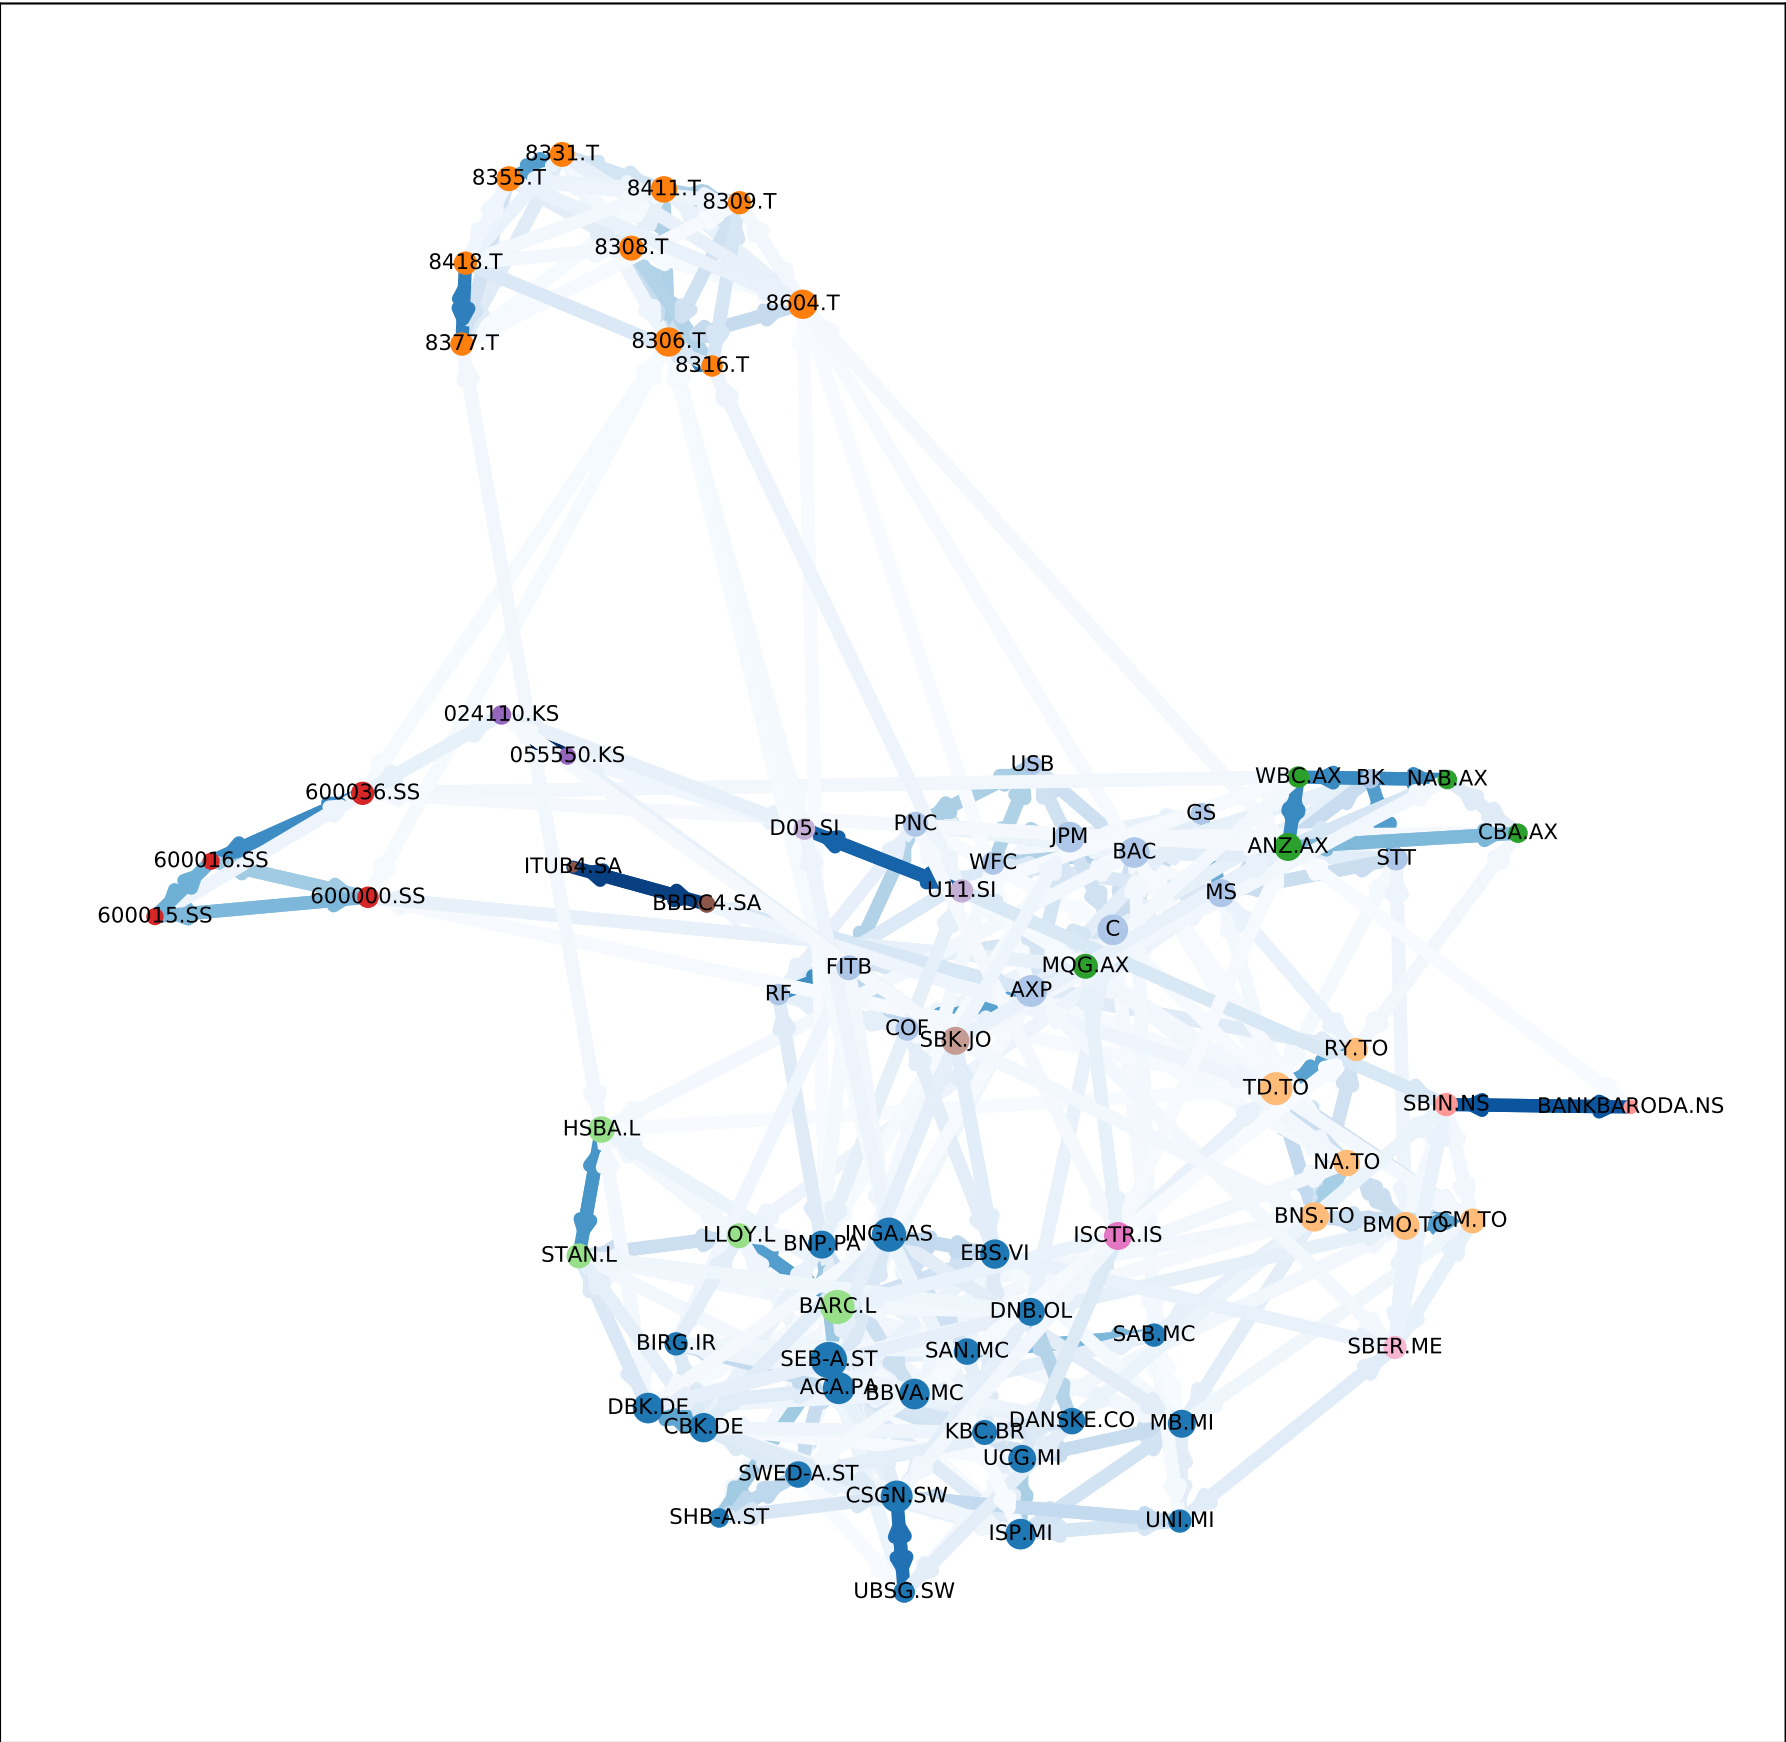 8331.T
8355.T
8411.T
8309.T
8308.T
8418.T
8604.T
8306.T
8377.T
8316.T
024110.KS
055550.KS
USB
WBC.AX
BK
NAB.AX
600036.SS
GS
PNC
D05.SI
CBA.AX
JPM
ANZ.AX
BAC
STT
600016.SS
WFC
ITUB4.SA
U11.SI
MS
600000.SS
BBDC4.SA
600015.SS
C
MQG.AX
FITB
AXP
RF
COF
SBK.JO
RY.TO
TD.TO
SBIN.NS
BANKBARODA.NS
HSBA.L
NA.TO
BNS.TO
CM.TO
BMO.TO
LLOY.L
INGA.AS
ISCTR.IS
BNP.PA
EBS.VI
STAN.L
BARC.L
DNB.OL
SAB.MC
BIRG.IR
SBER.ME
SAN.MC
SEB-A.ST
ACA.PA
BBVA.MC
DBK.DE
DANSKE.CO
MB.MI
CBK.DE
KBC.BR
UCG.MI
SWED-A.ST
CSGN.SW
SHB-A.ST
UNI.MI
ISP.MI
UBSG.SW